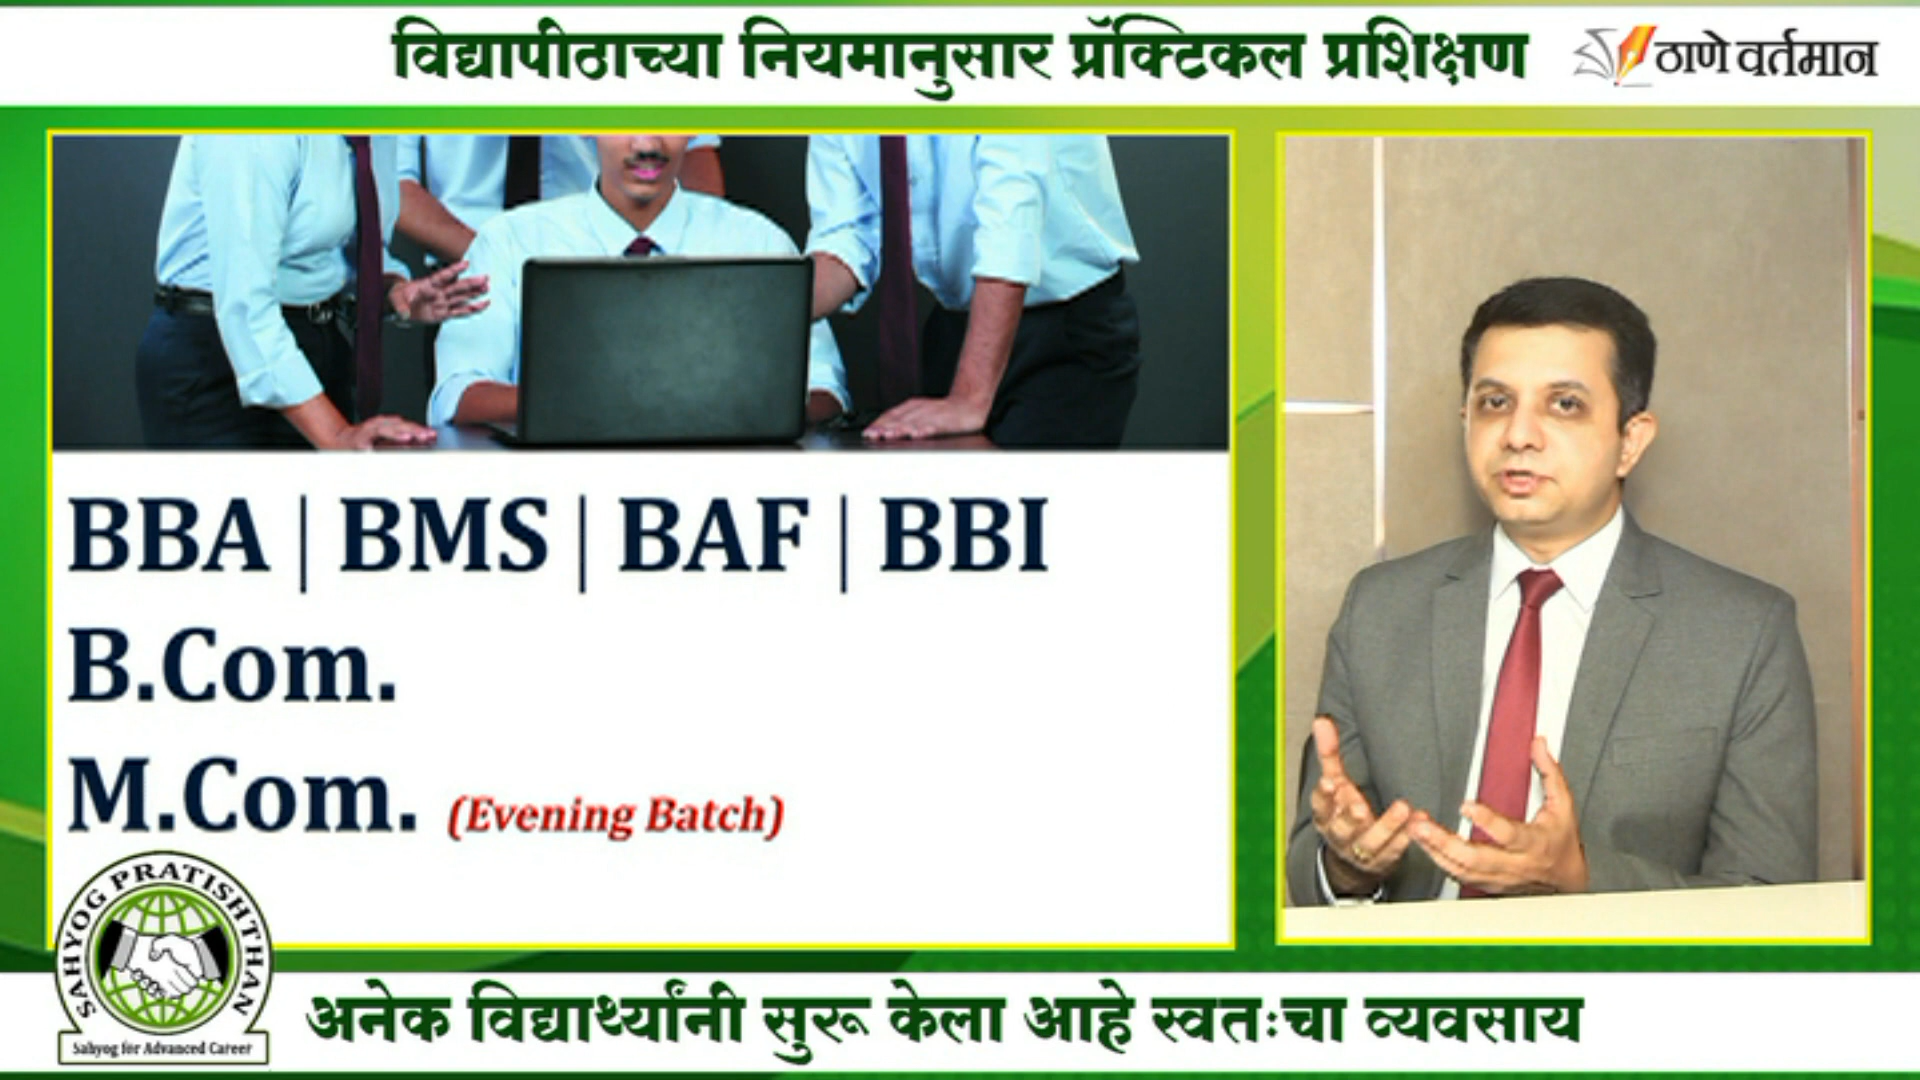 विद्यापीठाच्या नियमानुसार प्रॅक्टिकल प्रशिक्षण
ठाणे वर्तमान
BBA | BMS | BAF | BBI
B.Com.
M.Com. (Evening Batch)
SAHYOG PRATISHTHAN
Sahyog for Advanced Career
अनेक विद्यार्थ्यांनी सुरू केला आहे स्वतःचा व्यवसाय